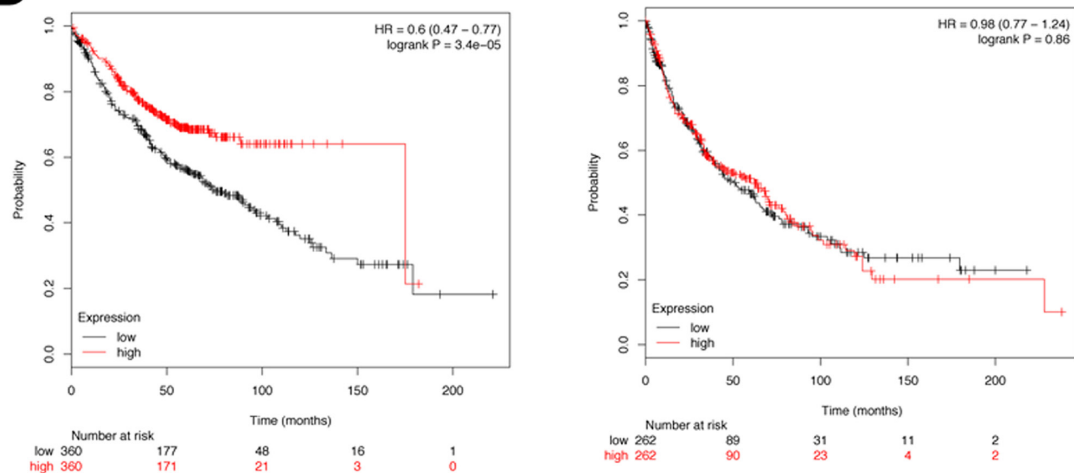 HR = 0.6 (0.47 − 0.77)
logrank P = 3.4e−05
Probability
1.0
0.8
0.6
0.4
0.2
0.0
Expression
low
high
0 50 100 150 200
Time (months)
Number at risk
low 360 177 48 16 1
high 360 171 21 3 0
HR = 0.98 (0.77 − 1.24)
logrank P = 0.86
Probability
1.0
0.8
0.6
0.4
0.2
0.0
Expression
low
high
0 50 100 150 200
Time (months)
Number at risk
low 262 89 31 11 2
high 262 90 23 4 2